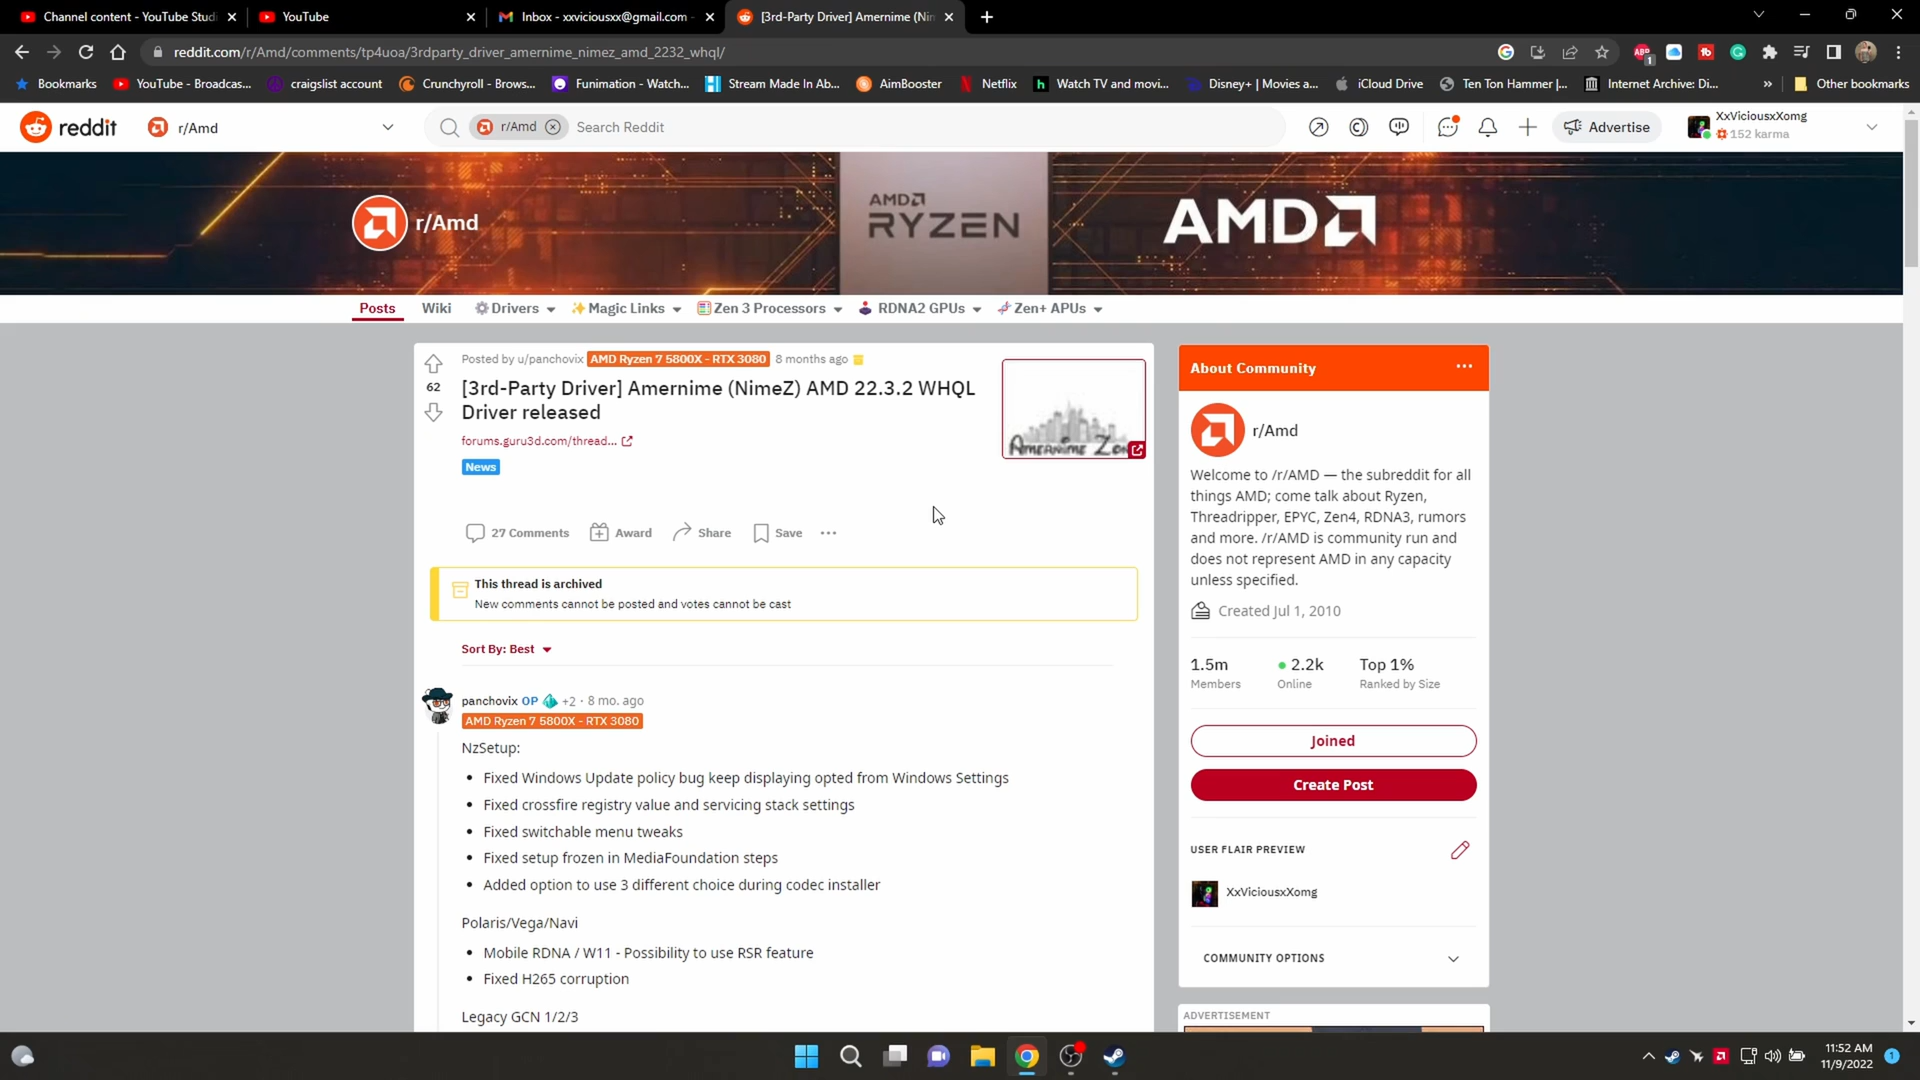 Channel content - YouTube Studi
YouTube
Inbox - xxviciousxx@gmail.com -
[3rd-Party Driver] Amernime (Nin
reddit.com/r/Amd/comments/tp4uoa/3rdparty_driver_amernime_nimez_amd_2232_whql/
Bookmarks
YouTube - Broadcas...
craigslist account
Crunchyroll - Brows...
Funimation - Watch...
Stream Made In Ab...
AimBooster
Netflix
Watch TV and movi...
Disney+ | Movies a...
iCloud Drive
Ten Ton Hammer |...
Internet Archive: Di...
Other bookmarks
reddit
r/Amd
r/Amd
Search Reddit
Advertise
XxViciousxXomg
152 karma
r/Amd
AMD
RYZEN
AMD
Posts
Wiki
Drivers
Magic Links
Zen 3 Processors
RDNA2 GPUs
Zen+ APUs
62
Posted by u/panchovix AMD Ryzen 7 5800X - RTX 3080 8 months ago
[3rd-Party Driver] Amernime (NimeZ) AMD 22.3.2 WHQL
Driver released
forums.guru3d.com/thread...
News
27 Comments
Award
Share
Save
This thread is archived
New comments cannot be posted and votes cannot be cast
Sort By: Best
panchovix OP +2 · 8 mo. ago
AMD Ryzen 7 5800X - RTX 3080
NzSetup:
• Fixed Windows Update policy bug keep displaying opted from Windows Settings
• Fixed crossfire registry value and servicing stack settings
• Fixed switchable menu tweaks
• Fixed setup frozen in MediaFoundation steps
• Added option to use 3 different choice during codec installer
Polaris/Vega/Navi
• Mobile RDNA / W11 - Possibility to use RSR feature
• Fixed H265 corruption
Legacy GCN 1/2/3
About Community
r/Amd
Welcome to /r/AMD — the subreddit for all
things AMD; come talk about Ryzen,
Threadripper, EPYC, Zen4, RDNA3, rumors
and more. /r/AMD is community run and
does not represent AMD in any capacity
unless specified.
Created Jul 1, 2010
1.5m
Members
2.2k
Online
Top 1%
Ranked by Size
Joined
Create Post
USER FLAIR PREVIEW
XxViciousxXomg
COMMUNITY OPTIONS
ADVERTISEMENT
11:52 AM
11/9/2022